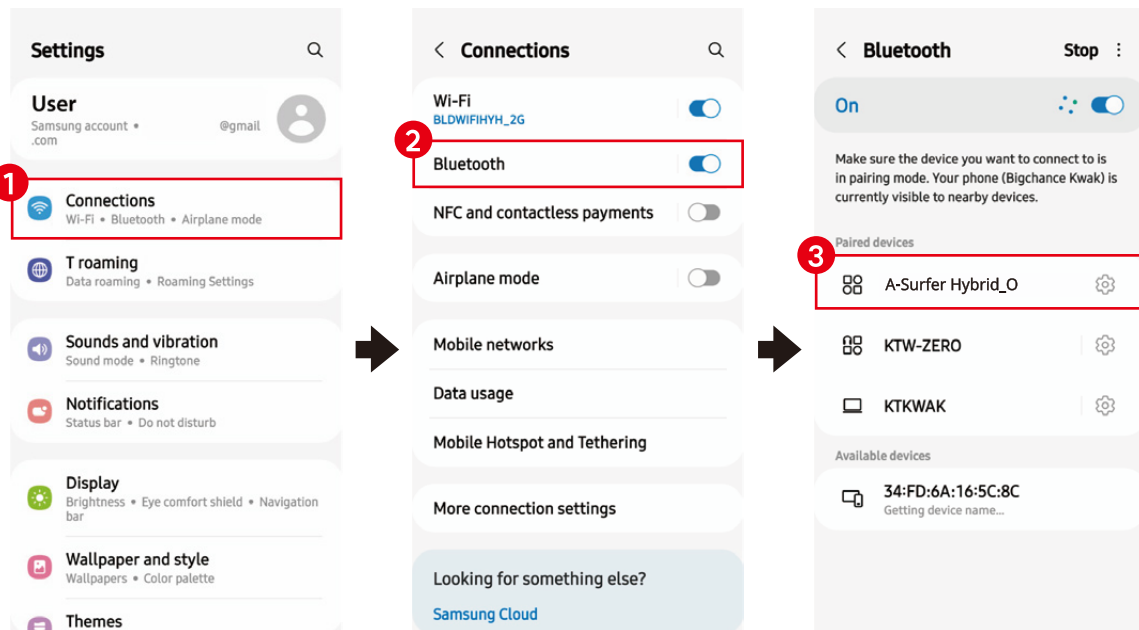 Settings
User
Samsung account • @gmail
.com
1
Connections
Wi-Fi • Bluetooth • Airplane mode
T roaming
Data roaming • Roaming Settings
Sounds and vibration
Sound mode • Ringtone
Notifications
Status bar • Do not disturb
Display
Brightness • Eye comfort shield • Navigation
bar
Wallpaper and style
Wallpapers • Color palette
Themes
Connections
Wi-Fi
BLDWIFIHYH_2G
2
Bluetooth
NFC and contactless payments
Airplane mode
Mobile networks
Data usage
Mobile Hotspot and Tethering
More connection settings
Looking for something else?
Samsung Cloud
Bluetooth Stop
On
Make sure the device you want to connect to is
in pairing mode. Your phone (Bigchance Kwak) is
currently visible to nearby devices.
Paired devices
3
A-Surfer Hybrid_O
KTW-ZERO
KTKWAK
Available devices
34:FD:6A:16:5C:8C
Getting device name...